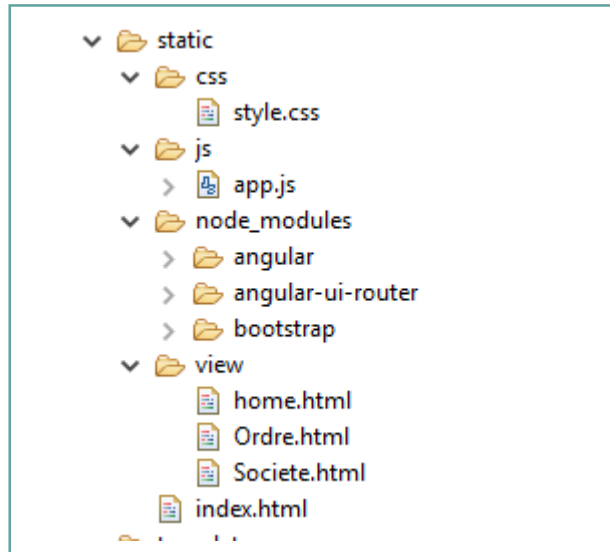 static
css
style.css
js
app.js
node_modules
angular
angular-ui-router
bootstrap
view
home.html
Ordre.html
Societe.html
index.html